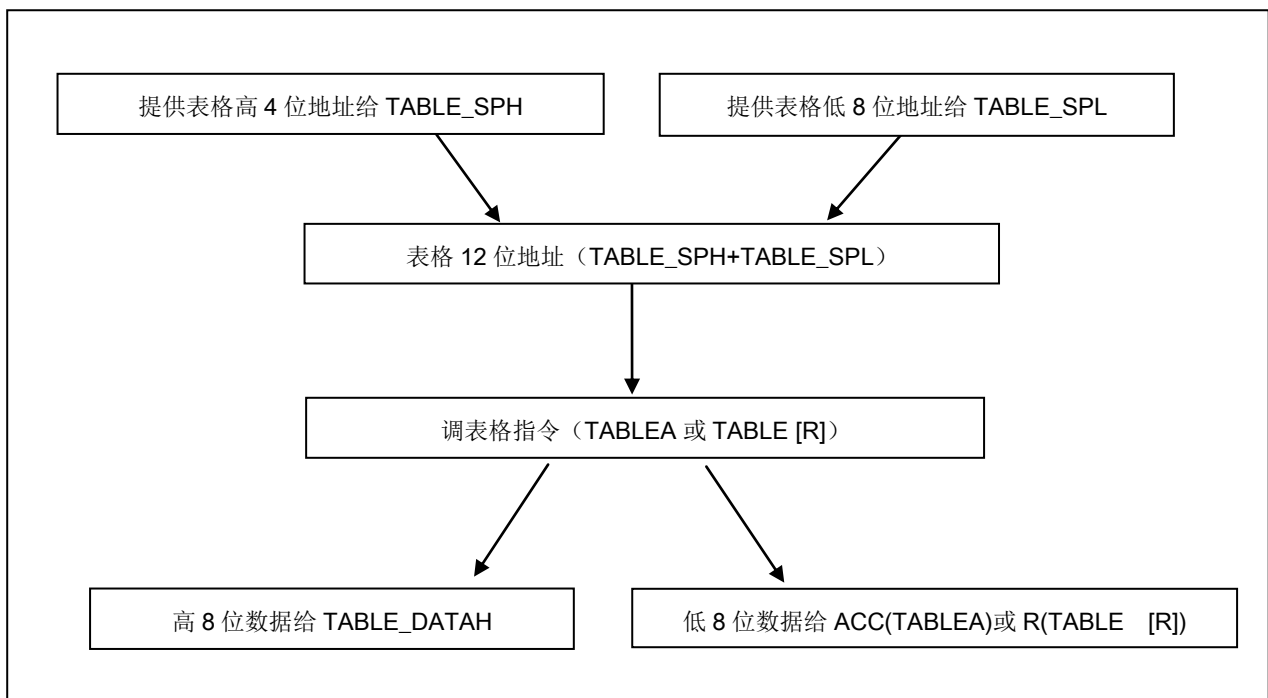 提供表格高 4 位地址给 TABLE_SPH
提供表格低 8 位地址给 TABLE_SPL
表格 12 位地址（TABLE_SPH+TABLE_SPL）
调表格指令（TABLEA 或 TABLE [R]）
高 8 位数据给 TABLE_DATAH
低 8 位数据给 ACC(TABLEA)或 R(TABLE [R])